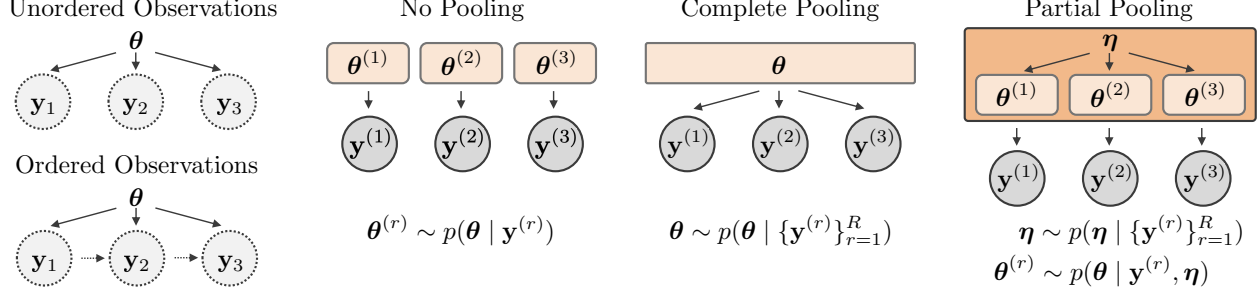 Unordered Observations
θ
y₁ y₂ y₃
Ordered Observations
θ
y₁ y₂ y₃
No Pooling
θ⁽¹⁾ θ⁽²⁾ θ⁽³⁾
y⁽¹⁾ y⁽²⁾ y⁽³⁾
θ⁽ʳ⁾ ∼ p(θ | y⁽ʳ⁾)
Complete Pooling
θ
y⁽¹⁾ y⁽²⁾ y⁽³⁾
θ ∼ p(θ | {y⁽ʳ⁾}ᴿᵣ₌₁)
Partial Pooling
η
θ⁽¹⁾ θ⁽²⁾ θ⁽³⁾
y⁽¹⁾ y⁽²⁾ y⁽³⁾
η ∼ p(η | {y⁽ʳ⁾}ᴿᵣ₌₁)
θ⁽ʳ⁾ ∼ p(θ | y⁽ʳ⁾, η)